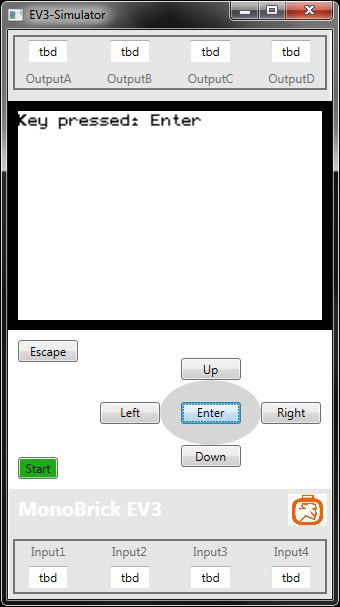 EV3-Simulator
tbd tbd tbd tbd
OutputA OutputB OutputC OutputD
Key pressed: Enter
Escape
Up
Left Enter Right
Down
Start
MonoBrick EV3
Input1 Input2 Input3 Input4
tbd tbd tbd tbd